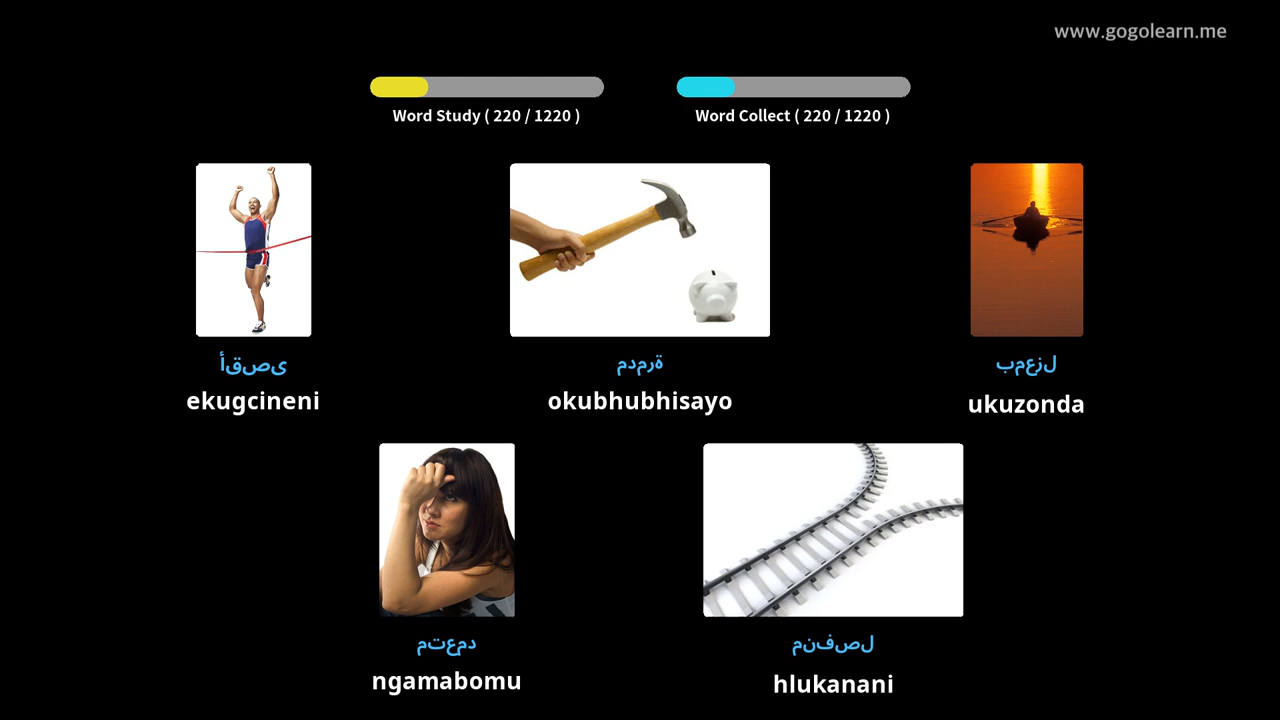 www.gogolearn.me
Word Study ( 220 / 1220 )
Word Collect ( 220 / 1220 )
أقصى
ekugcineni
مدمرة
okubhubhisayo
بمعزل
ukuzonda
متعمد
ngamabomu
منفصل
hlukanani